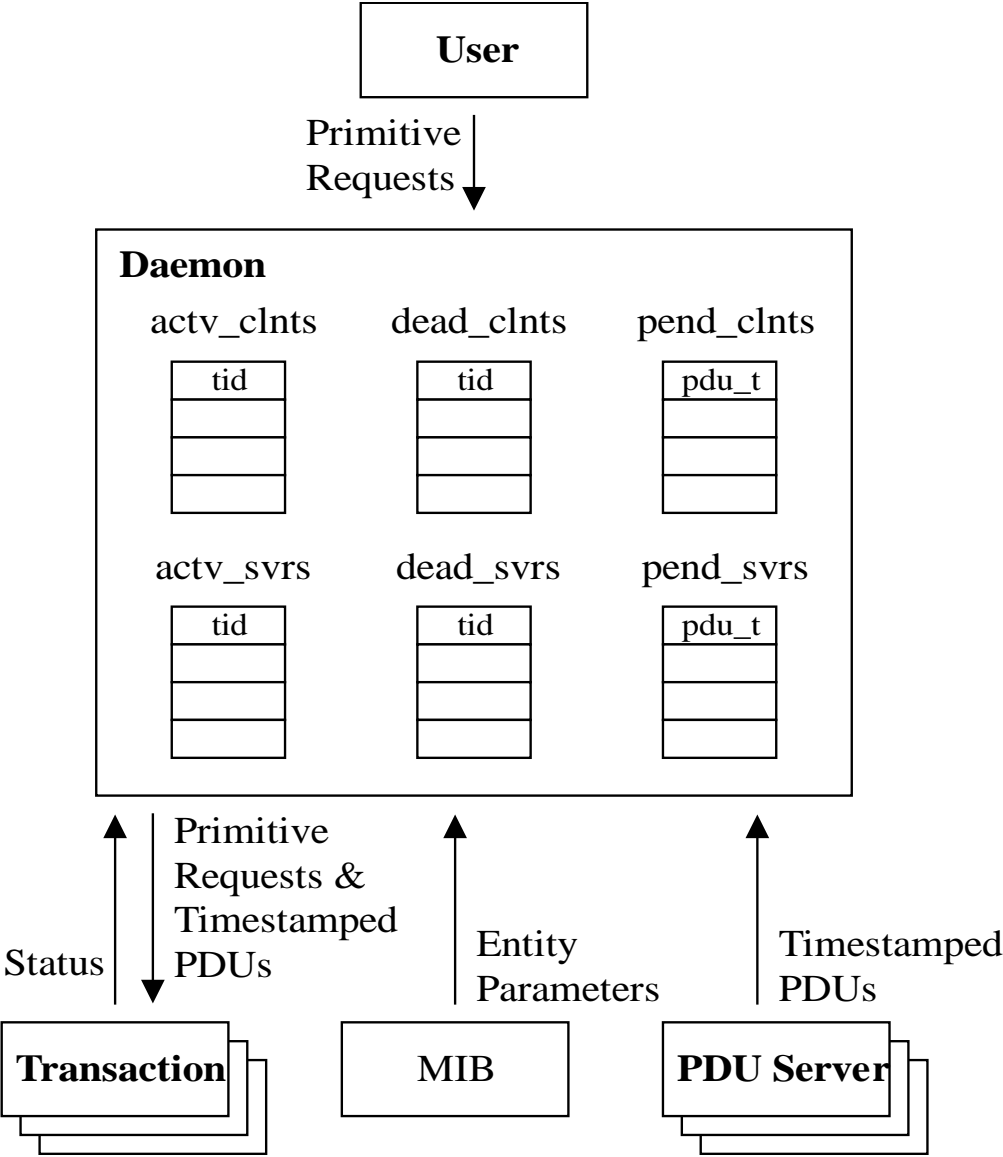 User
Primitive
Requests
Daemon
actv_clnts dead_clnts pend_clnts
tid tid pdu_t
actv_svrs dead_svrs pend_svrs
tid tid pdu_t
Primitive
Requests &
Timestamped
PDUs
Status
Entity
Parameters
Timestamped
PDUs
Transaction MIB PDU Server